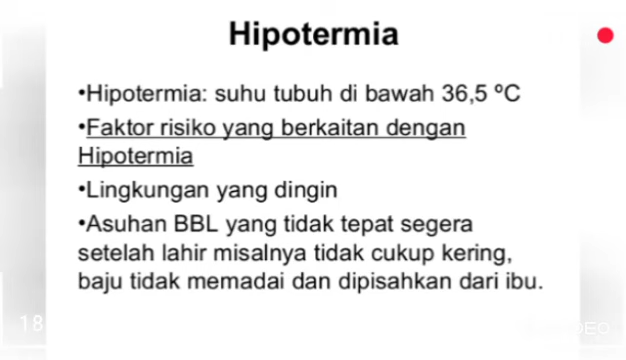 Hipotermia
•Hipotermia: suhu tubuh di bawah 36,5 ºC
•Faktor risiko yang berkaitan dengan
Hipotermia
•Lingkungan yang dingin
•Asuhan BBL yang tidak tepat segera
setelah lahir misalnya tidak cukup kering,
baju tidak memadai dan dipisahkan dari ibu.
18